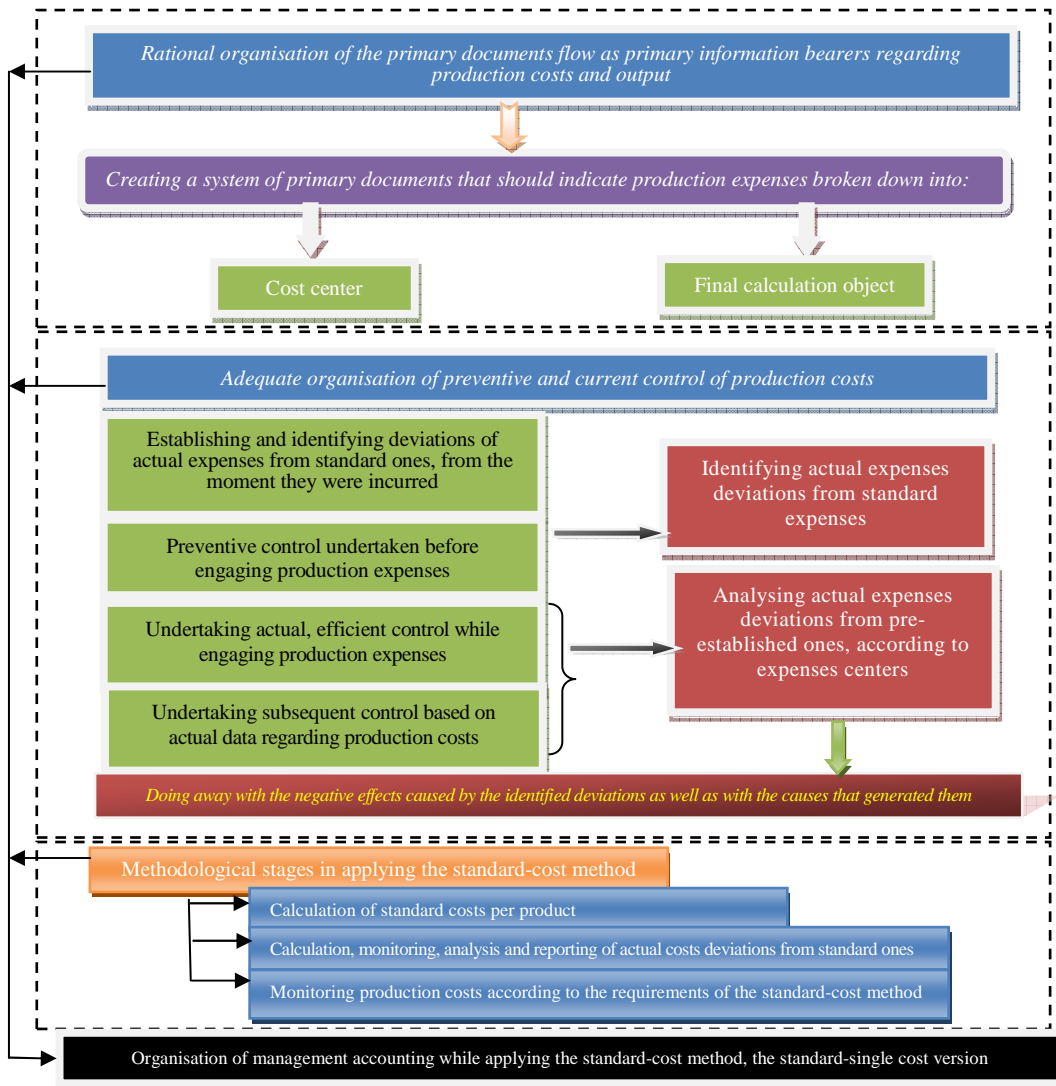 Rational organisation of the primary documents flow as primary information bearers regarding
production costs and output
Creating a system of primary documents that should indicate production expenses broken down into:
Cost center
Final calculation object
Adequate organisation of preventive and current control of production costs
Establishing and identifying deviations of
actual expenses from standard ones, from the
moment they were incurred
Preventive control undertaken before
engaging production expenses
Undertaking actual, efficient control while
engaging production expenses
Undertaking subsequent control based on
actual data regarding production costs
Identifying actual expenses
deviations from standard
expenses
Analysing actual expenses
deviations from pre-
established ones, according to
expenses centers
Doing away with the negative effects caused by the identified deviations as well as with the causes that generated them
Methodological stages in applying the standard-cost method
Calculation of standard costs per product
Calculation, monitoring, analysis and reporting of actual costs deviations from standard ones
Monitoring production costs according to the requirements of the standard-cost method
Organisation of management accounting while applying the standard-cost method, the standard-single cost version